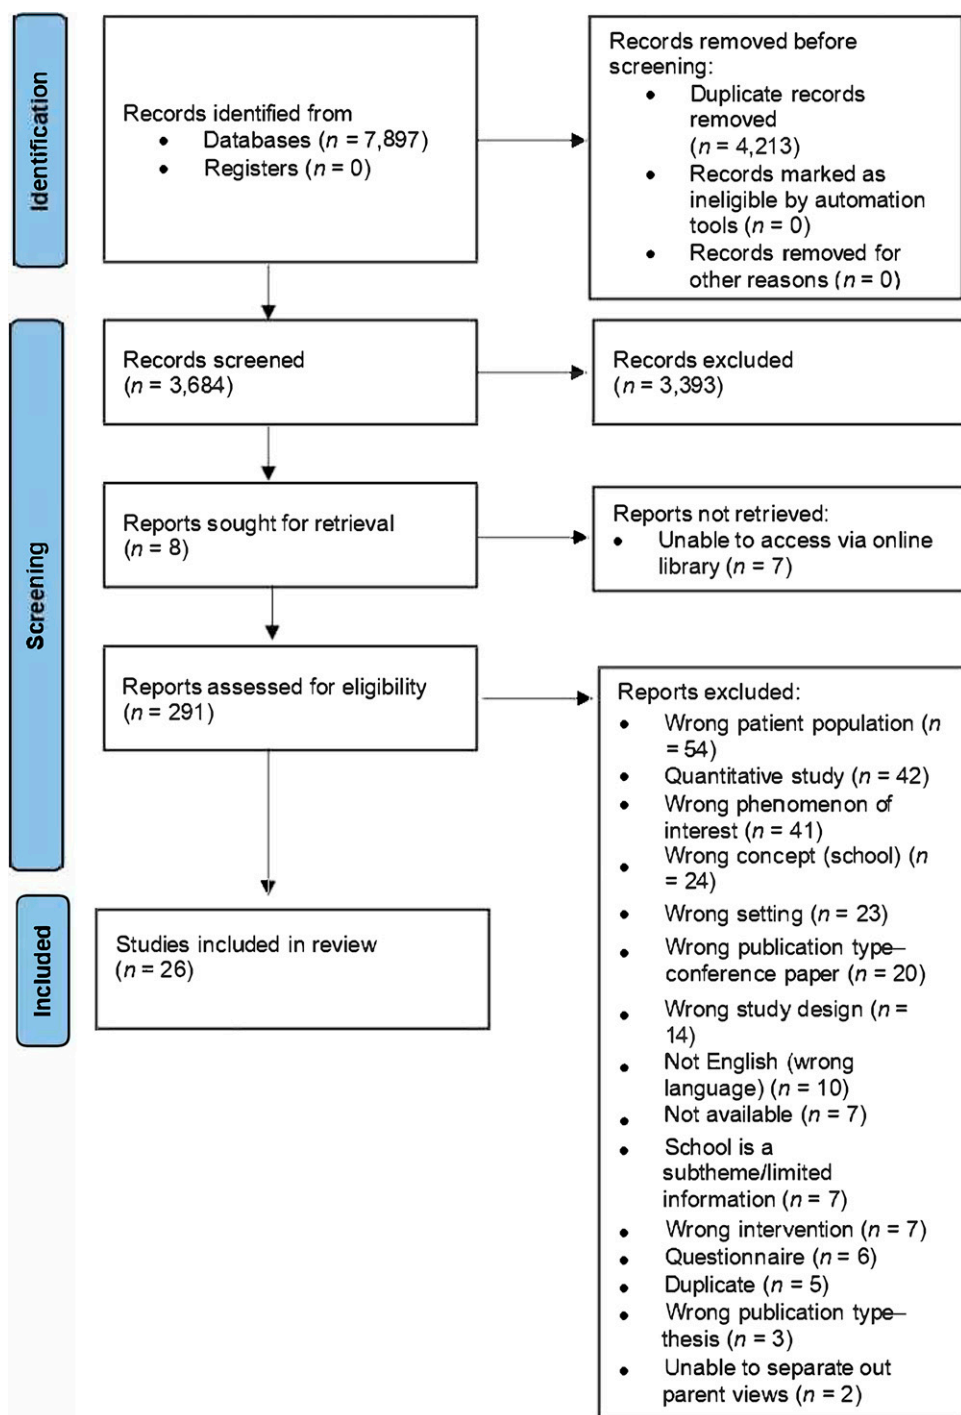 Identification
Records identified from
• Databases (n = 7,897)
• Registers (n = 0)
Records removed before
screening:
• Duplicate records
removed
(n = 4,213)
• Records marked as
ineligible by automation
tools (n = 0)
• Records removed for
other reasons (n = 0)
Screening
Records screened
(n = 3,684)
Records excluded
(n = 3,393)
Reports sought for retrieval
(n = 8)
Reports not retrieved:
• Unable to access via online
library (n = 7)
Reports assessed for eligibility
(n = 291)
Reports excluded:
• Wrong patient population (n
= 54)
• Quantitative study (n = 42)
• Wrong phenomenon of
interest (n = 41)
• Wrong concept (school) (n
= 24)
• Wrong setting (n = 23)
• Wrong publication type–
conference paper (n = 20)
• Wrong study design (n =
14)
• Not English (wrong
language) (n = 10)
• Not available (n = 7)
• School is a
subtheme/limited
information (n = 7)
• Wrong intervention (n = 7)
• Questionnaire (n = 6)
• Duplicate (n = 5)
• Wrong publication type–
thesis (n = 3)
• Unable to separate out
parent views (n = 2)
Included
Studies included in review
(n = 26)